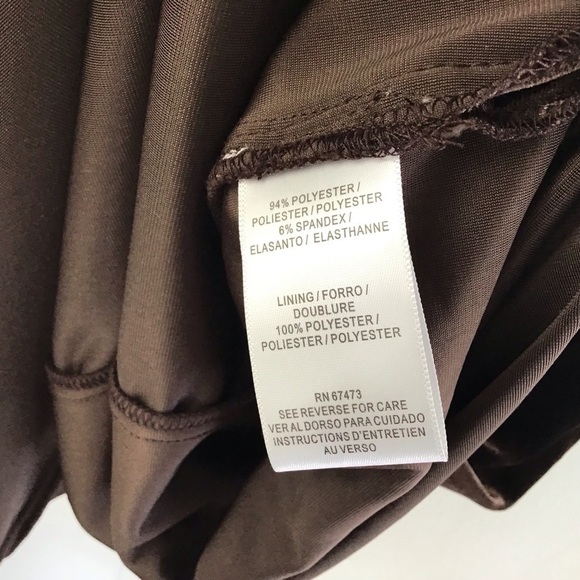 94% POLYESTER /
POLIESTER / POLYESTER
6% SPANDEX /
ELASANTO / ELASTHANNE
LINING / FORRO /
DOUBLURE
100% POLYESTER /
POLIESTER / POLYESTER
RN 67473
SEE REVERSE FOR CARE
VER AL DORSO PARA CUIDADO
INSTRUCTIONS D'ENTRETIEN
AU VERSO